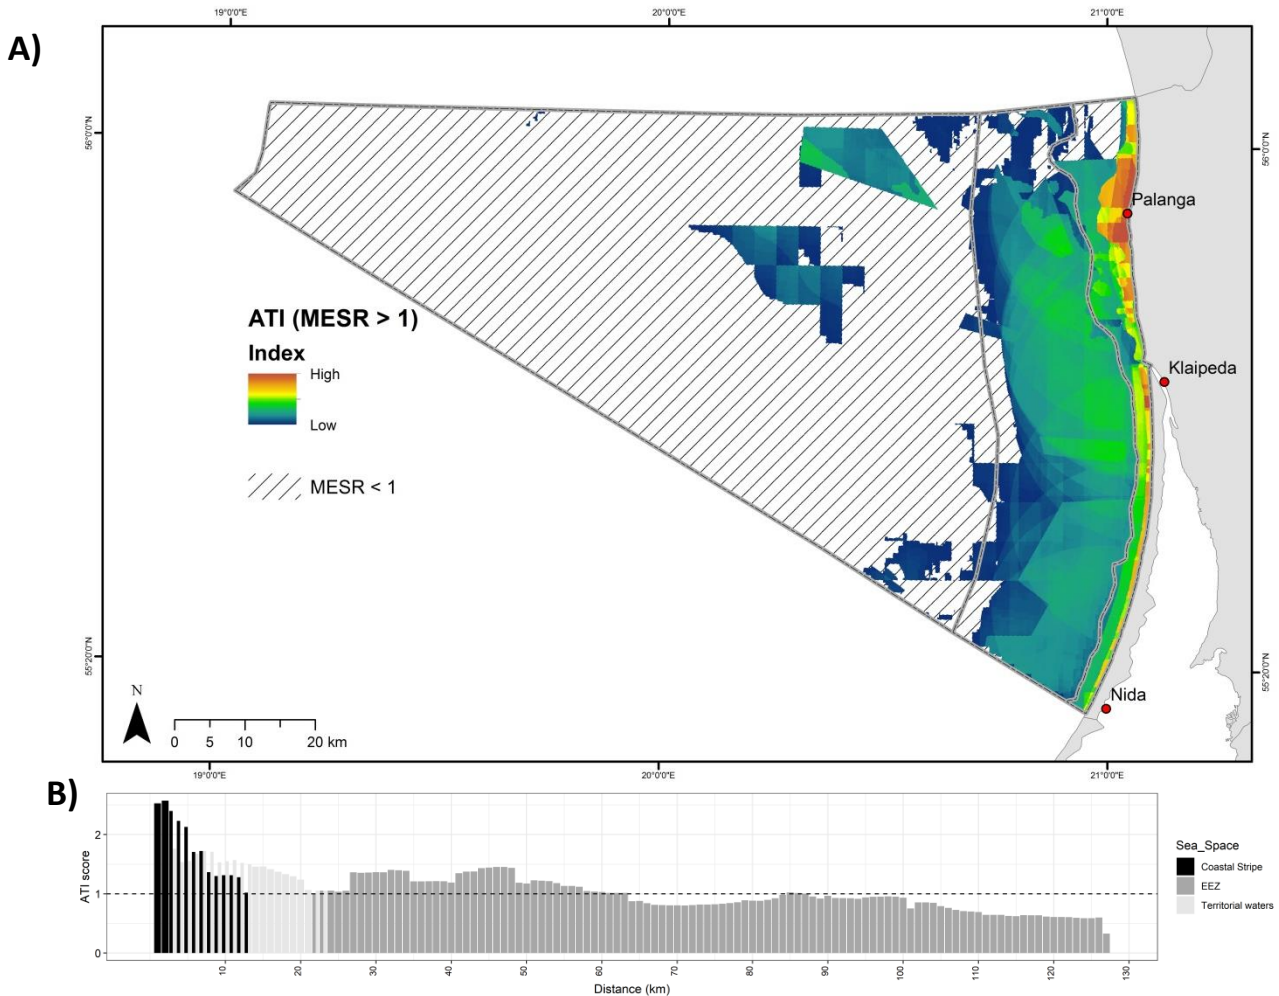 A)
19°0'0"E 20°0'0"E 21°0'0"E
56°0'0"N
56°0'0"N
Palanga
ATI (MESR > 1)
Index
High
Low
Klaipeda
MESR < 1
55°20'0"N
55°20'0"N
Nida
N
0 5 10 20 km
19°0'0"E 20°0'0"E 21°0'0"E
B)
ATI score
2
1
0
10 20 30 40 50 60 70 80 90 100 110 120 130
Distance (km)
Sea_Space
Coastal Stripe
EEZ
Territorial waters